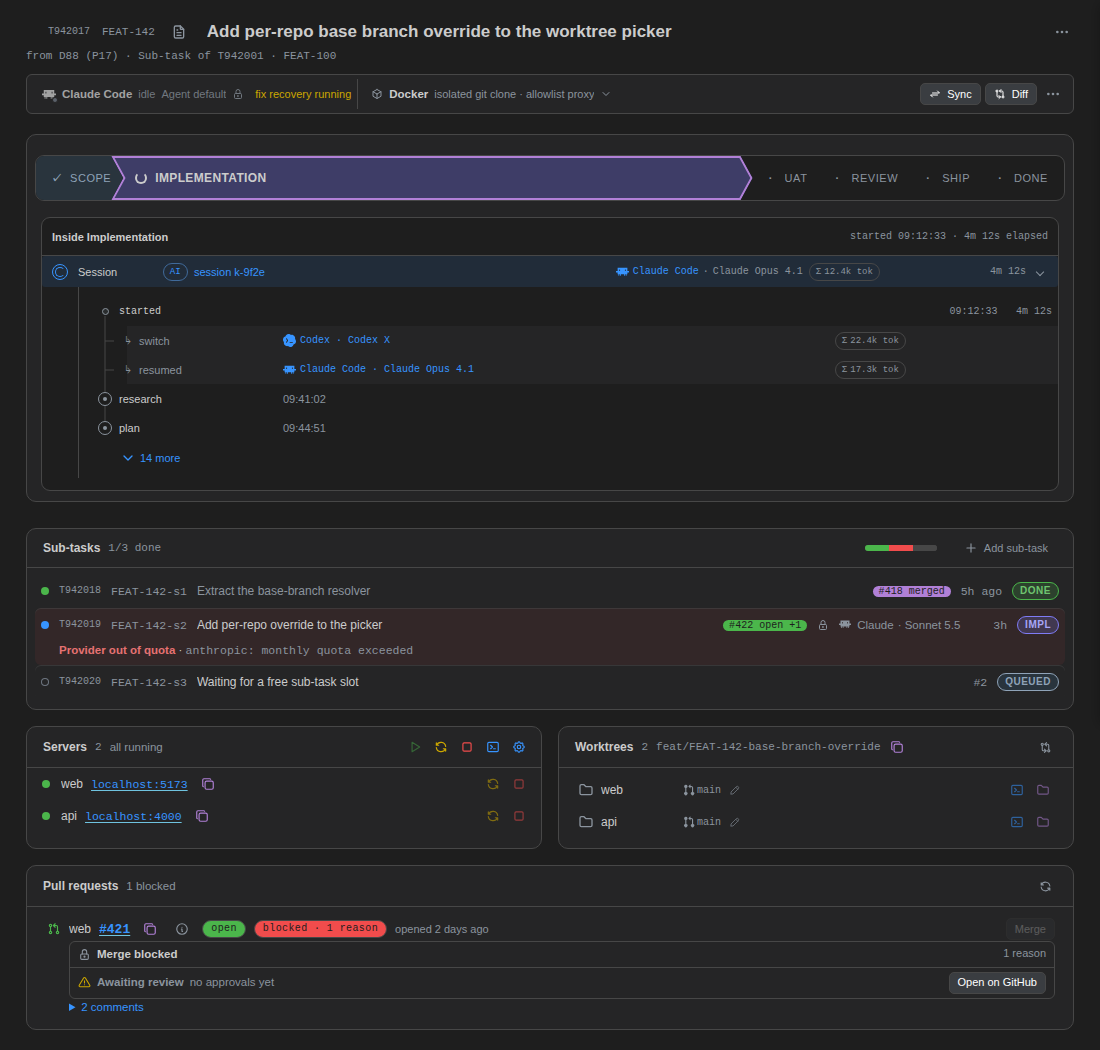 T942017 FEAT-142 Add per-repo base branch override to the worktree picker
from D88 (P17) · Sub-task of T942001 · FEAT-100
Claude Code idle Agent default fix recovery running Docker isolated git clone · allowlist proxy Sync Diff
SCOPE IMPLEMENTATION · UAT · REVIEW · SHIP · DONE
Inside Implementation started 09:12:33 · 4m 12s elapsed
Session AI session k-9f2e Claude Code · Claude Opus 4.1 Σ 12.4k tok 4m 12s
started 09:12:33 4m 12s
↳ switch Codex · Codex X Σ 22.4k tok
↳ resumed Claude Code · Claude Opus 4.1 Σ 17.3k tok
research 09:41:02
plan 09:44:51
14 more
Sub-tasks 1/3 done Add sub-task
T942018 FEAT-142-s1 Extract the base-branch resolver #418 merged 5h ago DONE
T942019 FEAT-142-s2 Add per-repo override to the picker #422 open +1 Claude · Sonnet 5.5 3h IMPL
Provider out of quota · anthropic: monthly quota exceeded
T942020 FEAT-142-s3 Waiting for a free sub-task slot #2 QUEUED
Servers 2 all running
web localhost:5173
api localhost:4000
Worktrees 2 feat/FEAT-142-base-branch-override
web main
api main
Pull requests 1 blocked
web #421 open blocked · 1 reason opened 2 days ago Merge
Merge blocked 1 reason
Awaiting review no approvals yet Open on GitHub
2 comments